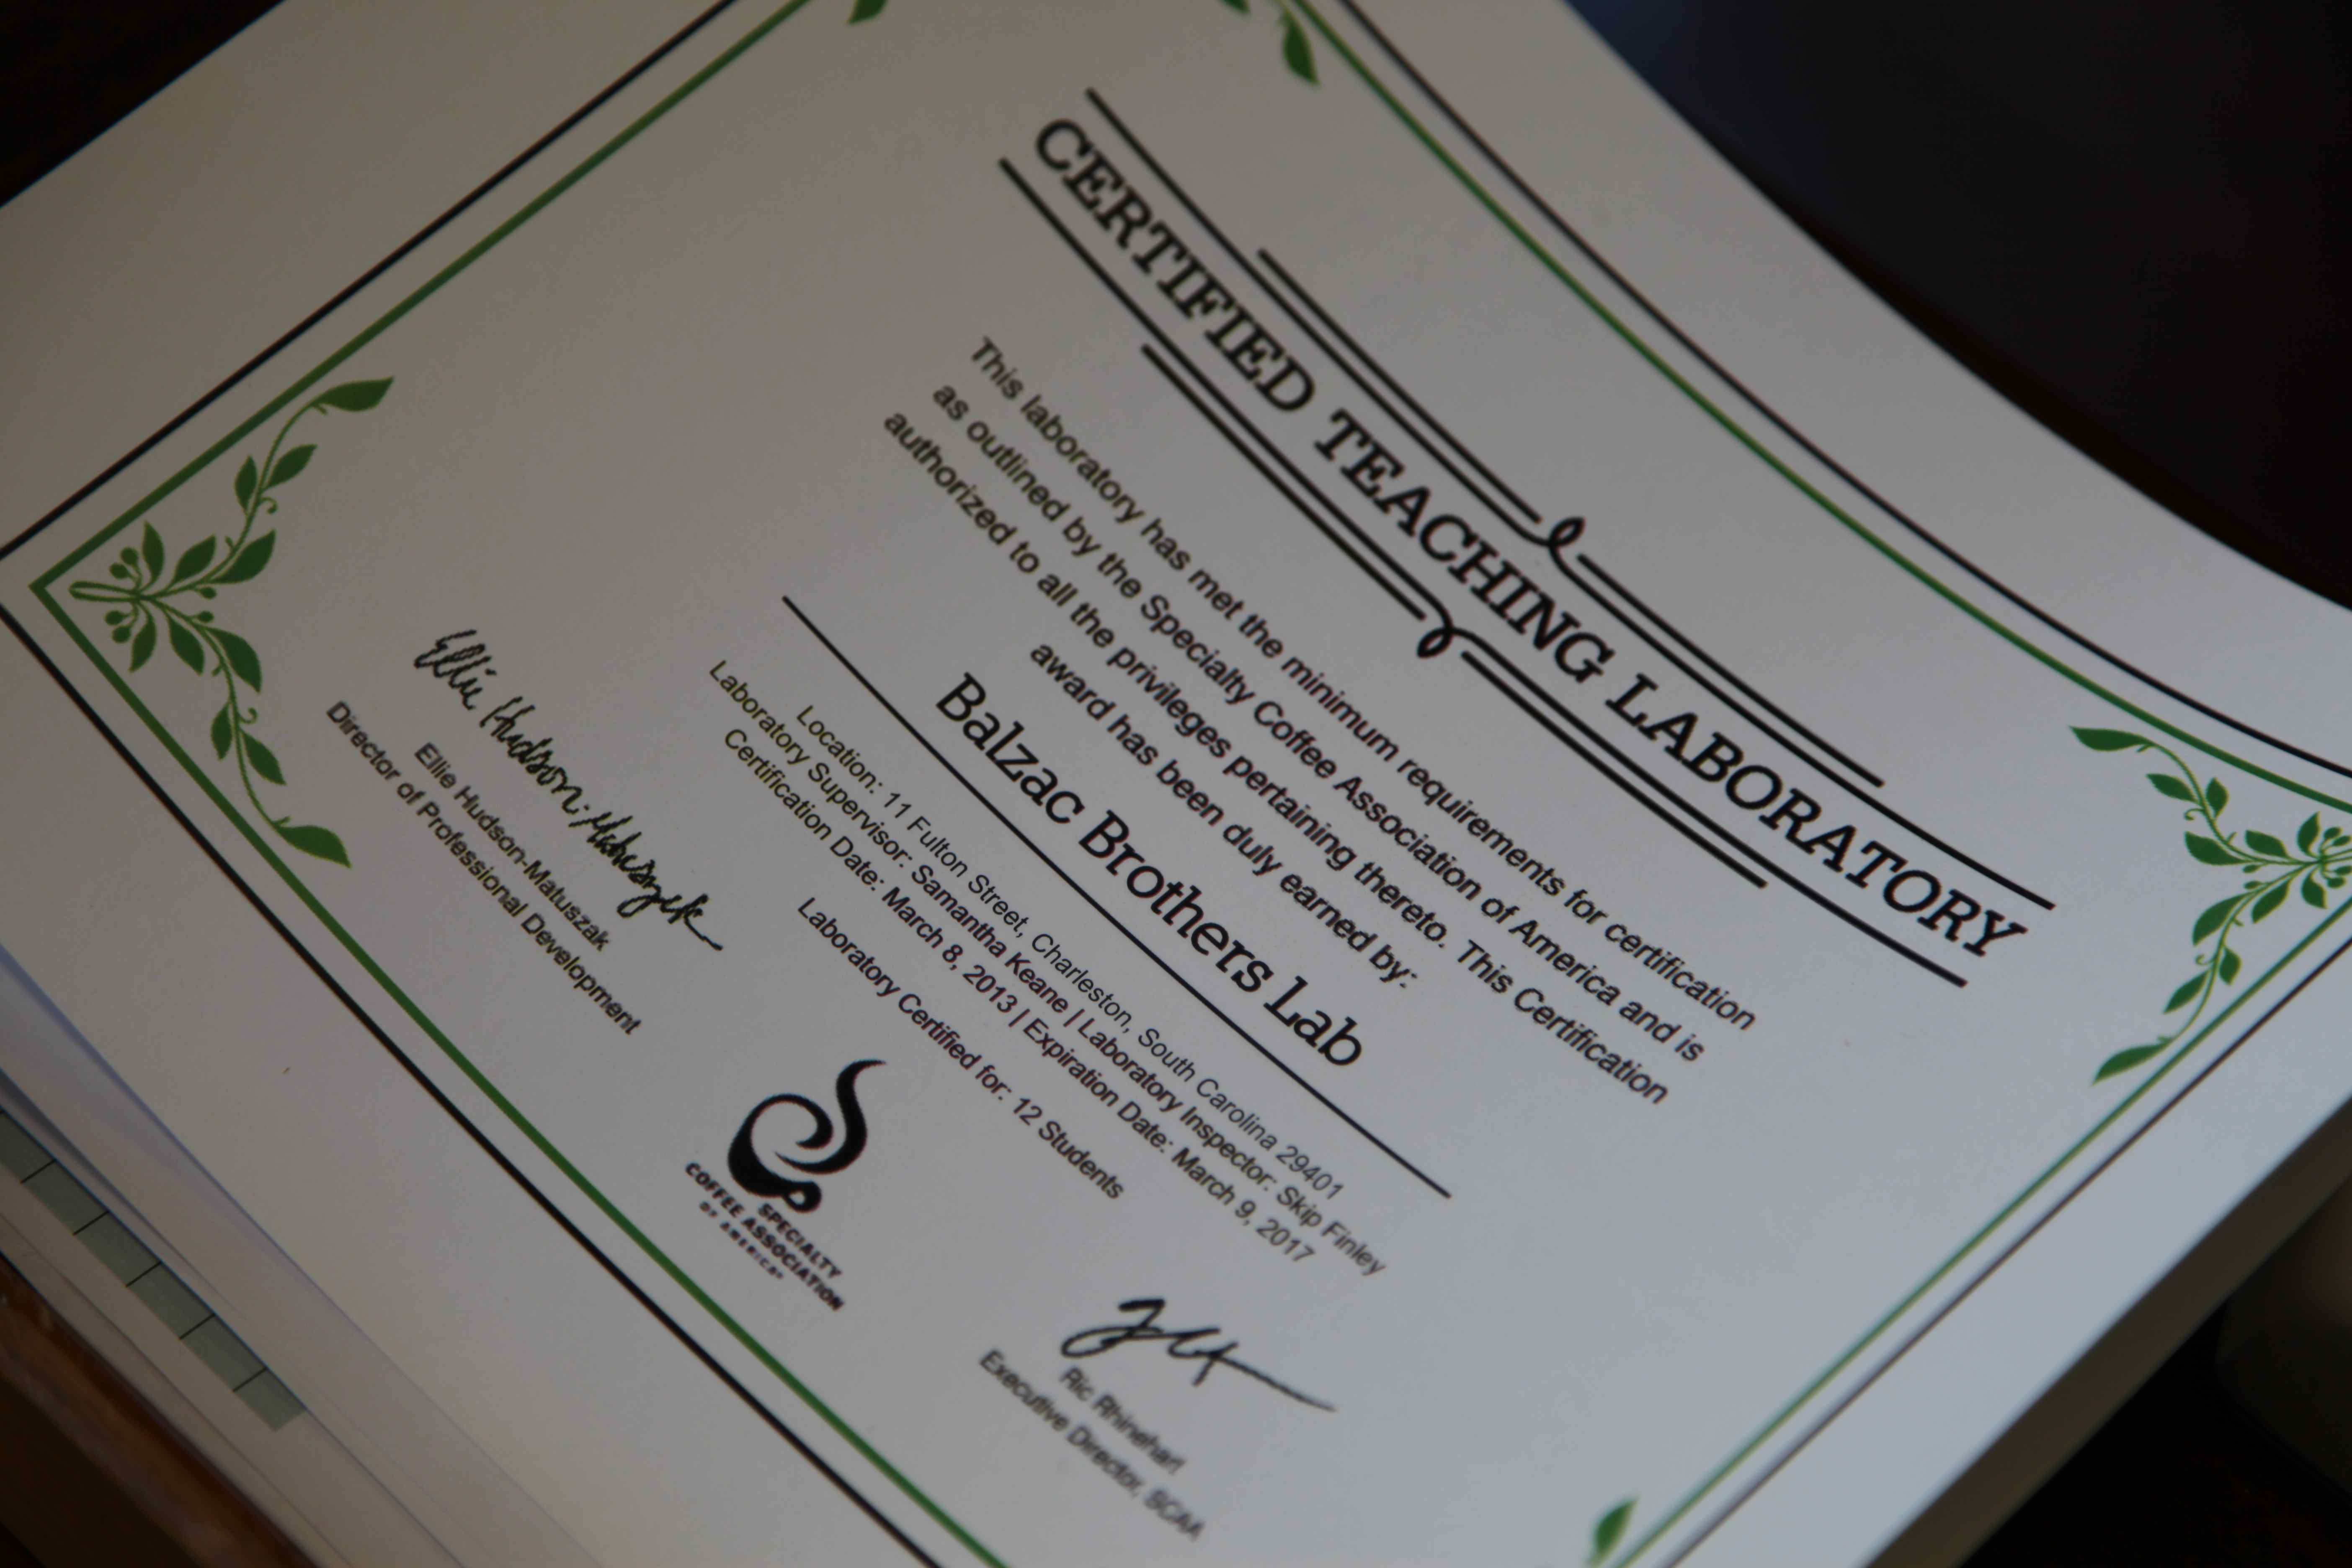 CERTIFIED TEACHING LABORATORY
This laboratory has met the minimum requirements for certification
as outlined by the Specialty Coffee Association of America and is
authorized to all the privileges pertaining thereto. This Certification
award has been duly earned by:
Balzac Brothers Lab
Location: 11 Fulton Street, Charleston, South Carolina 29401
Laboratory Supervisor: Samantha Keane | Laboratory Inspector: Skip Finley
Certification Date: March 8, 2013 | Expiration Date: March 9, 2017
Laboratory Certified for: 12 Students
Ellie Hudson-Matuszak
Ellie Hudson-Matuszak
Director of Professional Development
SPECIALTY
COFFEE ASSOCIATION
OF AMERICA
Ric Rhinehart
Executive Director, SCAA